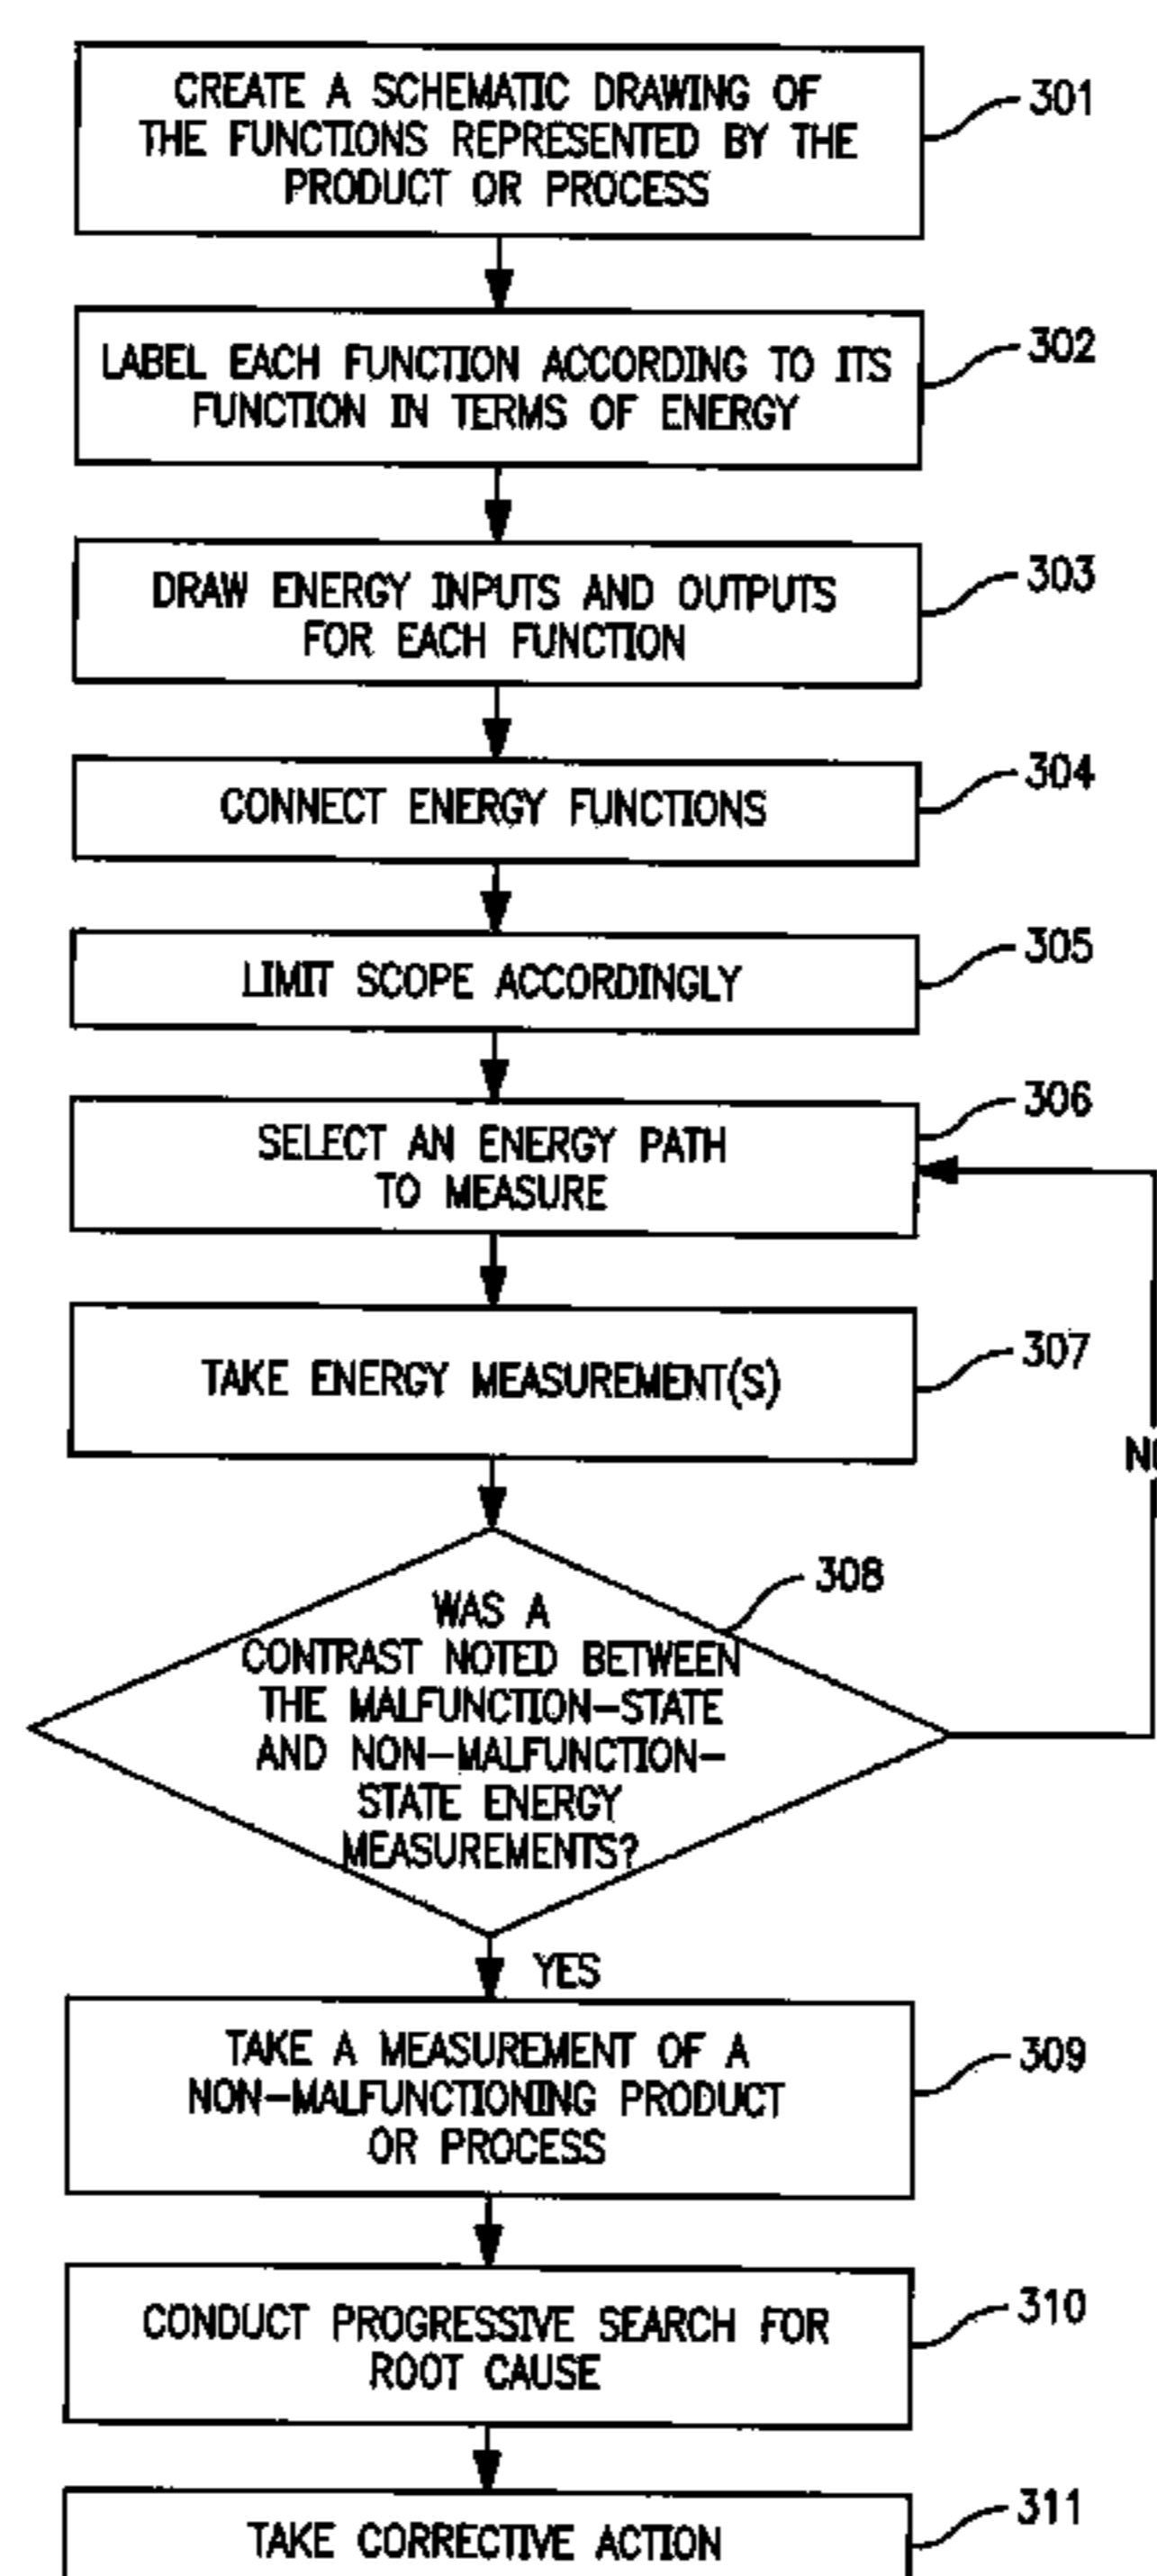 CREATE A SCHEMATIC DRAWING OF
THE FUNCTIONS REPRESENTED BY THE
PRODUCT OR PROCESS
301
LABEL EACH FUNCTION ACCORDING TO ITS
FUNCTION IN TERMS OF ENERGY
302
DRAW ENERGY INPUTS AND OUTPUTS
FOR EACH FUNCTION
303
CONNECT ENERGY FUNCTIONS
304
LIMIT SCOPE ACCORDINGLY
305
SELECT AN ENERGY PATH
TO MEASURE
306
TAKE ENERGY MEASUREMENT(S)
307
WAS A
CONTRAST NOTED BETWEEN
THE MALFUNCTION-STATE
AND NON-MALFUNCTION-
STATE ENERGY
MEASUREMENTS?
308
YES
TAKE A MEASUREMENT OF A
NON-MALFUNCTIONING PRODUCT
OR PROCESS
309
CONDUCT PROGRESSIVE SEARCH FOR
ROOT CAUSE
310
TAKE CORRECTIVE ACTION
311